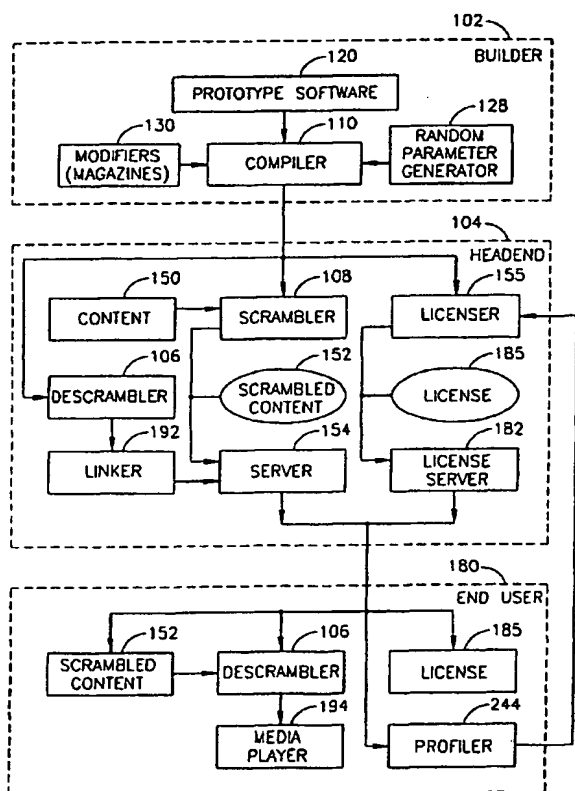 102
BUILDER
120
PROTOTYPE SOFTWARE
130
MODIFIERS
(MAGAZINES)
110
COMPILER
128
RANDOM
PARAMETER
GENERATOR
104
HEADEND
150
CONTENT
108
SCRAMBLER
155
LICENSER
106
DESCRAMBLER
152
SCRAMBLED
CONTENT
185
LICENSE
192
LINKER
154
SERVER
182
LICENSE
SERVER
180
END USER
152
SCRAMBLED
CONTENT
106
DESCRAMBLER
185
LICENSE
194
MEDIA
PLAYER
244
PROFILER